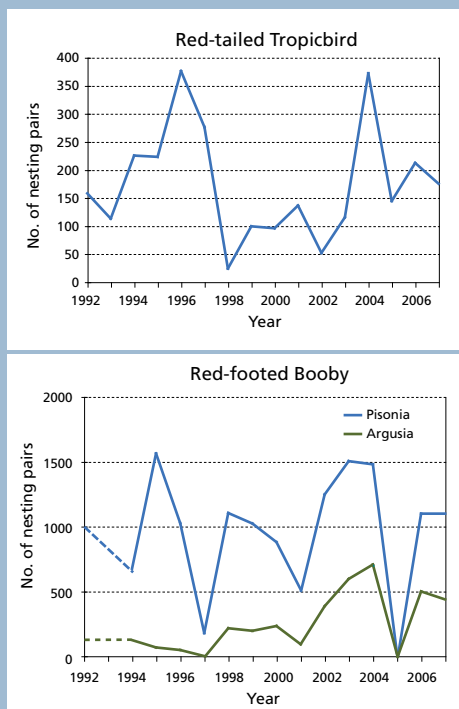 Red-tailed Tropicbird
400
350
300
250
200
150
100
50
0
No. of nesting pairs
1992 1994 1996 1998 2000 2002 2004 2006
Year
Red-footed Booby
2000
1500
1000
500
0
No. of nesting pairs
Pisonia
Argusia
1992 1994 1996 1998 2000 2002 2004 2006
Year